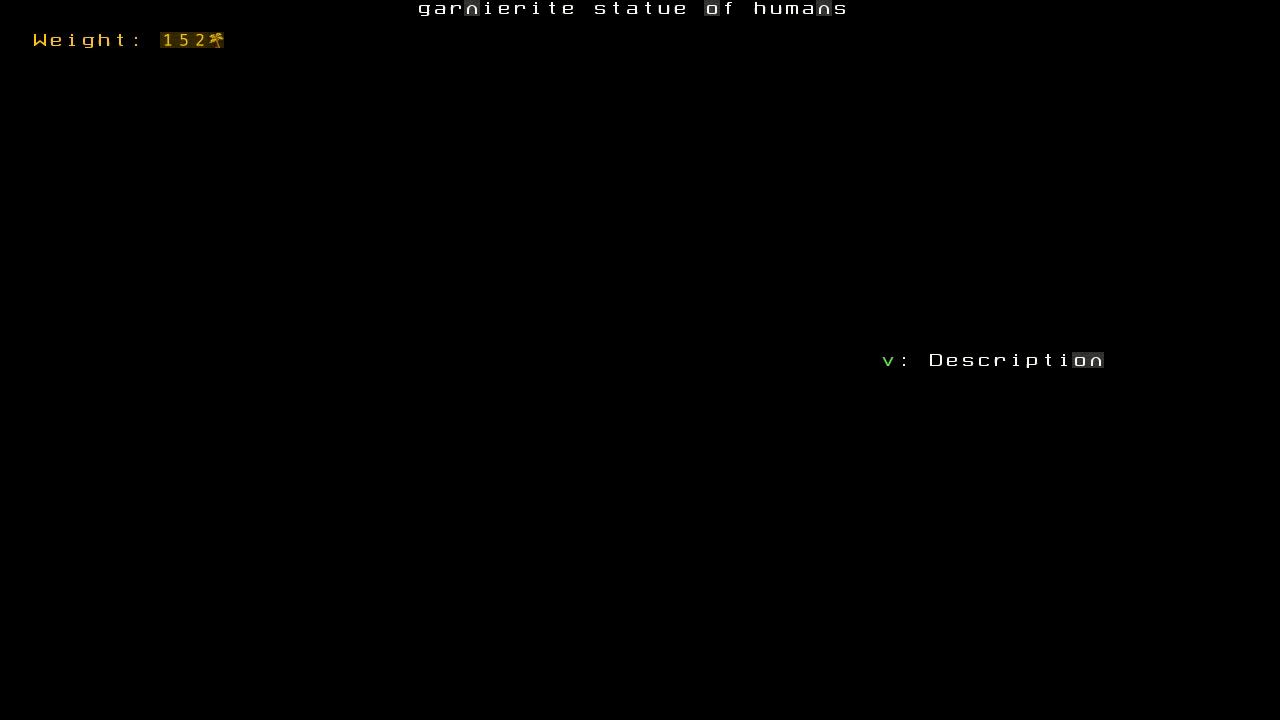 garnierite statue of humans
Weight: 152🌴
v: Description